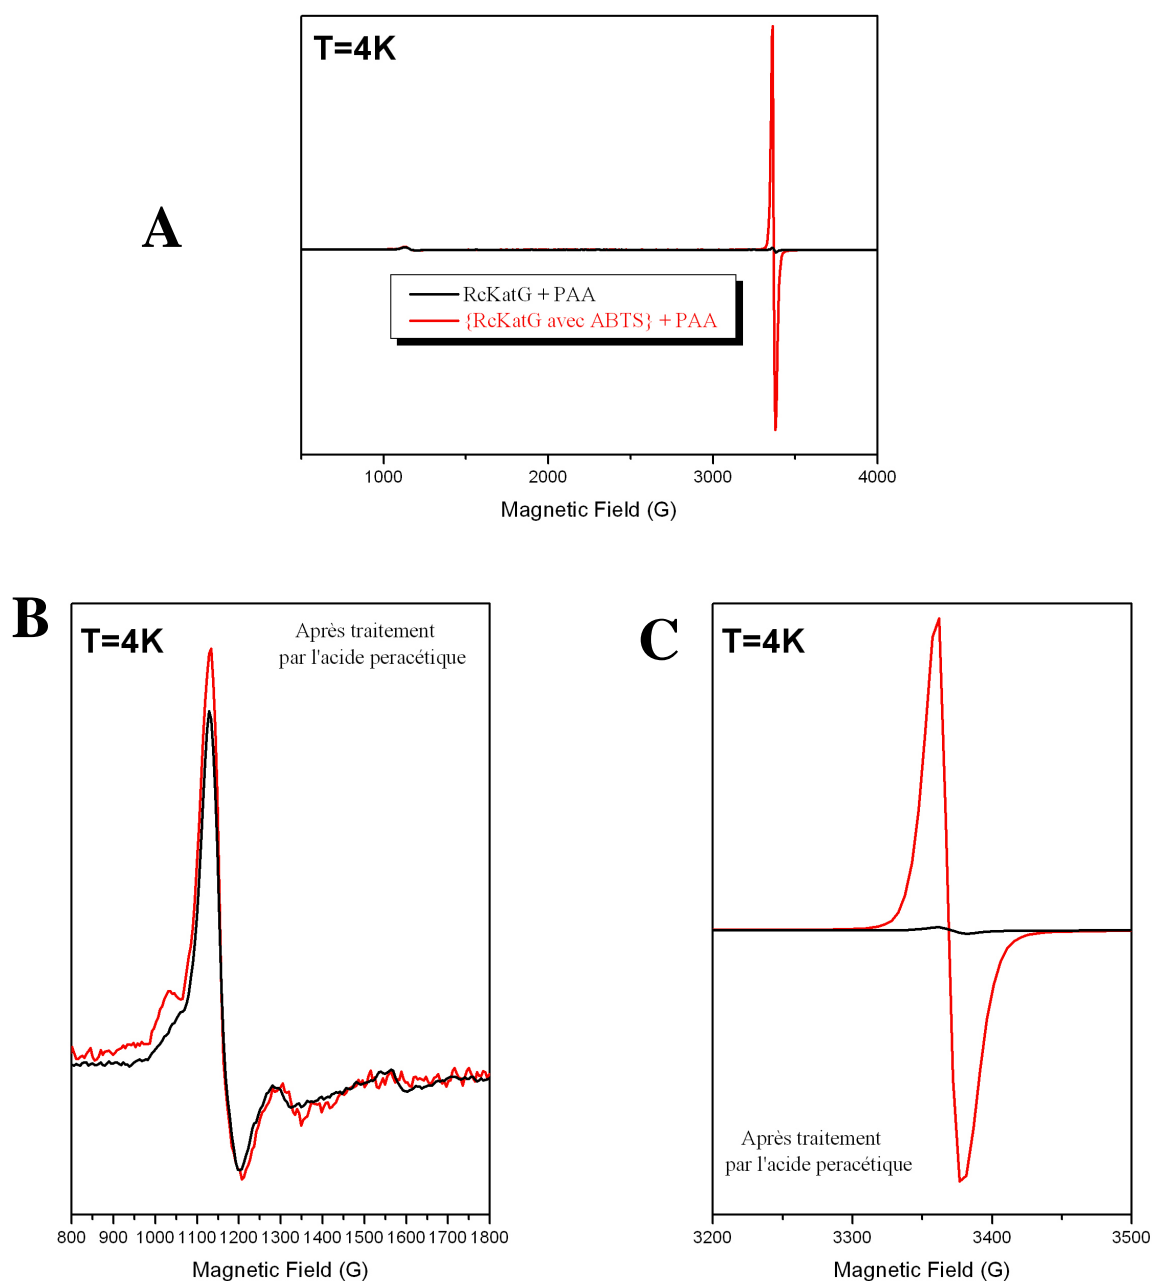 T=4K
A
RcKatG + PAA
{RcKatG avec ABTS} + PAA
1000 2000 3000 4000
Magnetic Field (G)
B
T=4K
Après traitement
par l'acide peracétique
800 900 1000 1100 1200 1300 1400 1500 1600 1700 1800
Magnetic Field (G)
C
T=4K
Après traitement
par l'acide peracétique
3200 3300 3400 3500
Magnetic Field (G)